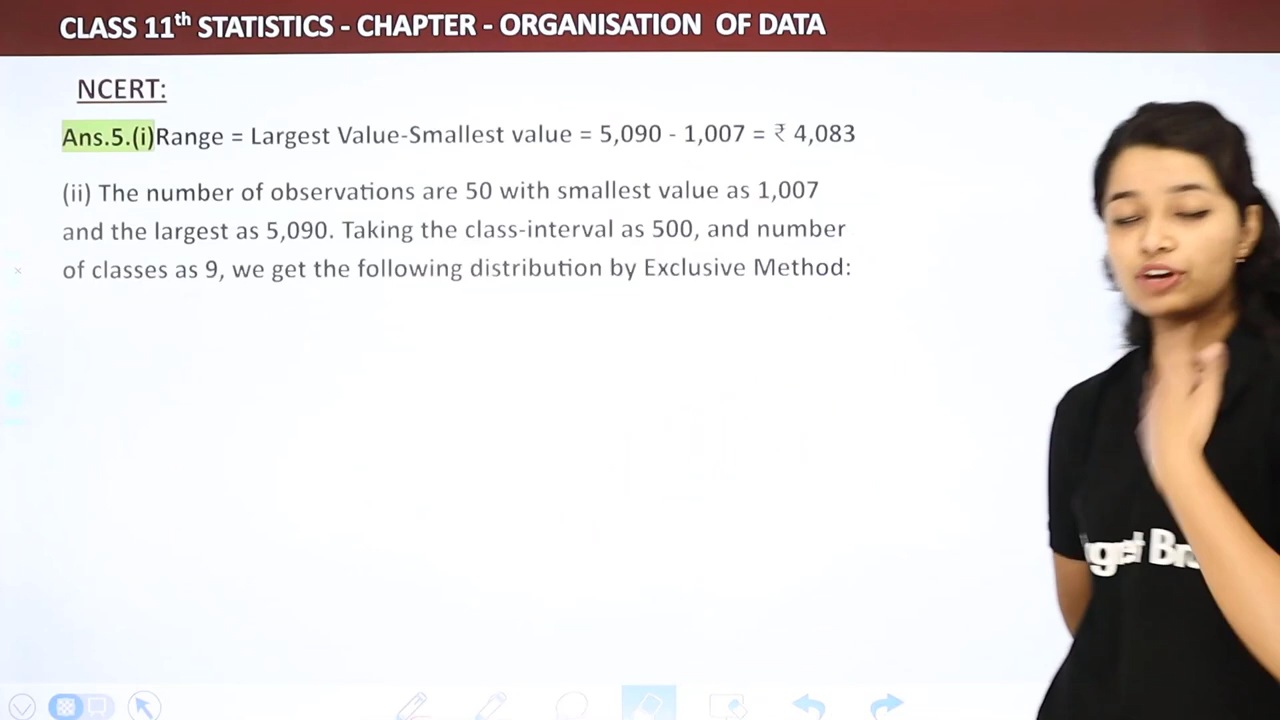 CLASS 11th STATISTICS - CHAPTER - ORGANISATION OF DATA
NCERT:
Ans.5.(i)Range = Largest Value-Smallest value = 5,090 - 1,007 = ₹ 4,083
(ii) The number of observations are 50 with smallest value as 1,007
and the largest as 5,090. Taking the class-interval as 500, and number
of classes as 9, we get the following distribution by Exclusive Method: